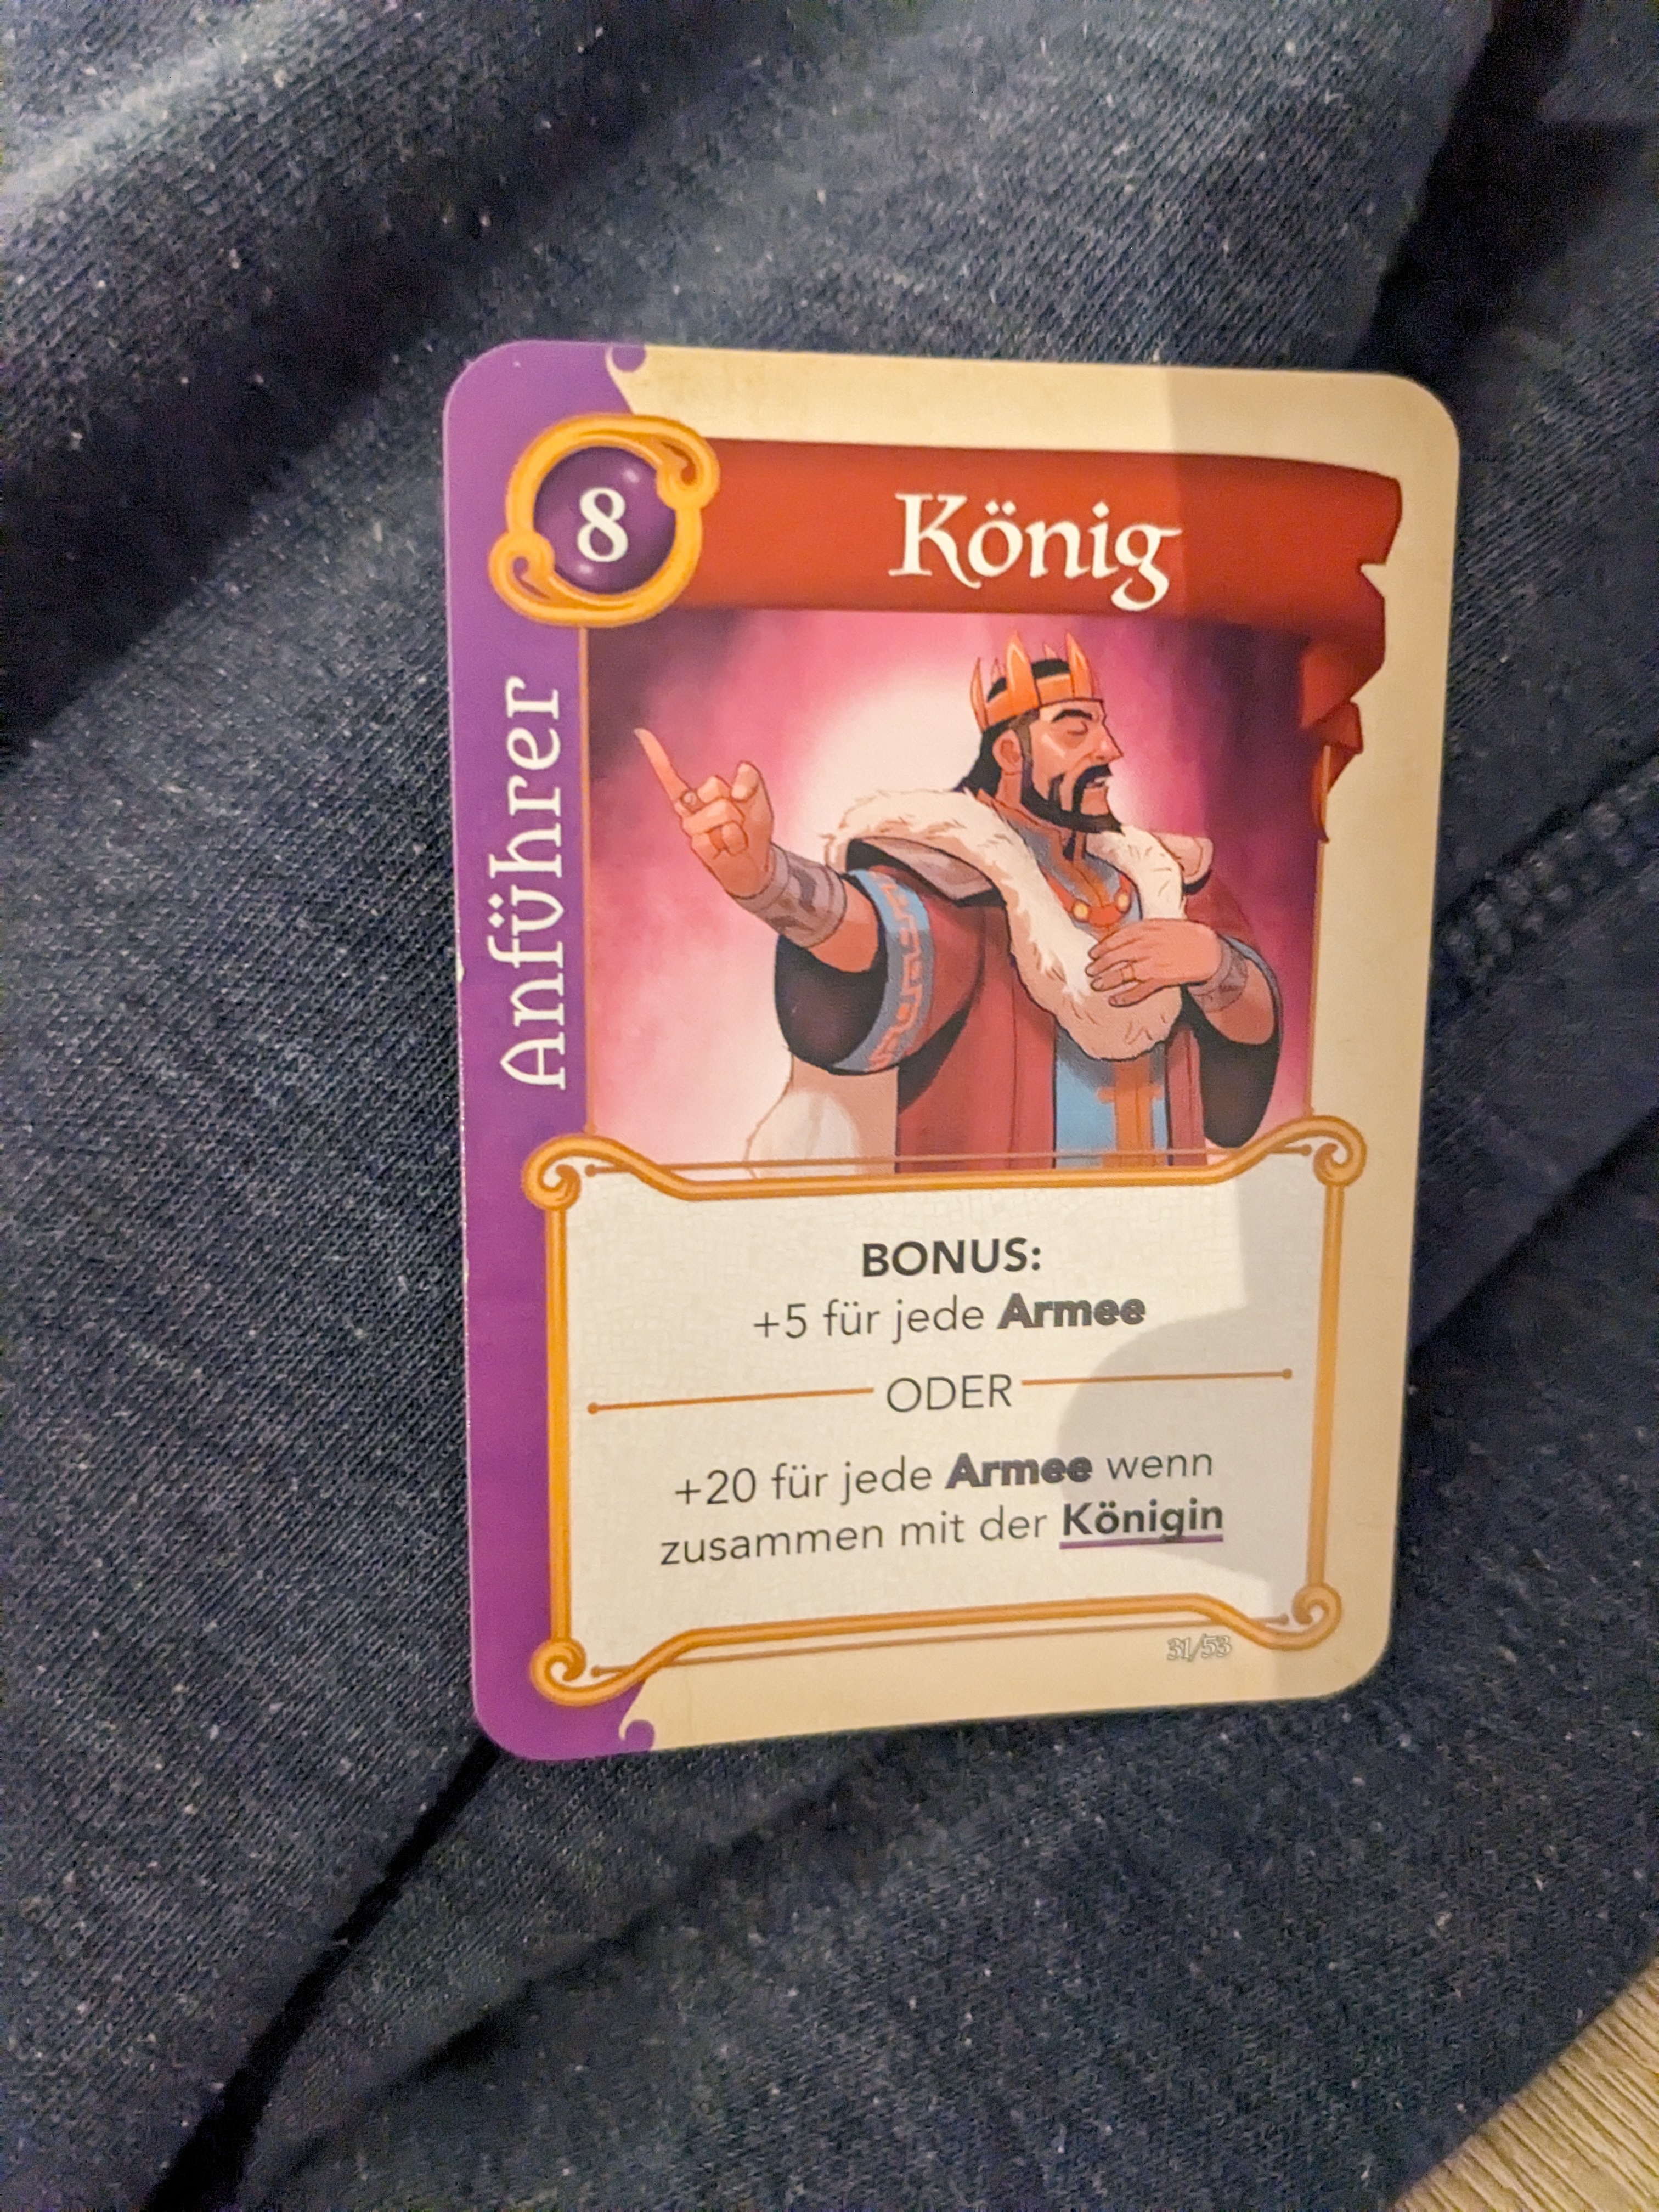 8
König
Anführer
BONUS:
+5 für jede Armee
ODER
+20 für jede Armee wenn
zusammen mit der Königin
31/53